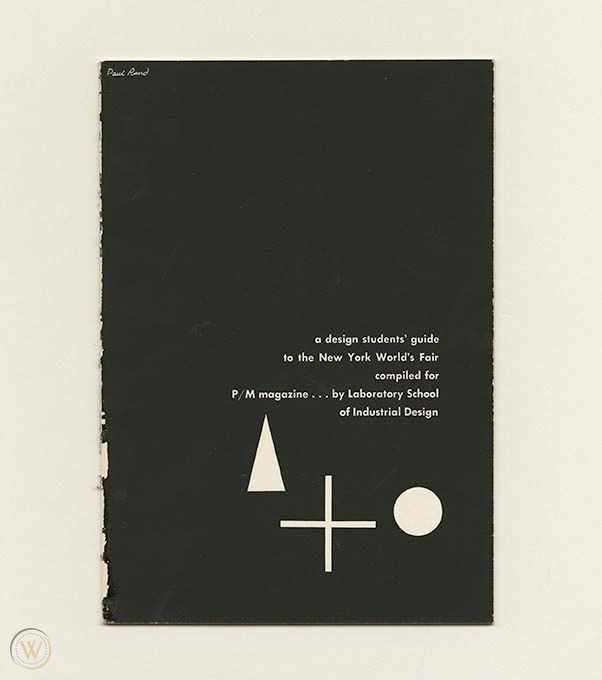 Paul Rand
a design students' guide
to the New York World's Fair
compiled for
P/M magazine . . . by Laboratory School
of Industrial Design
W